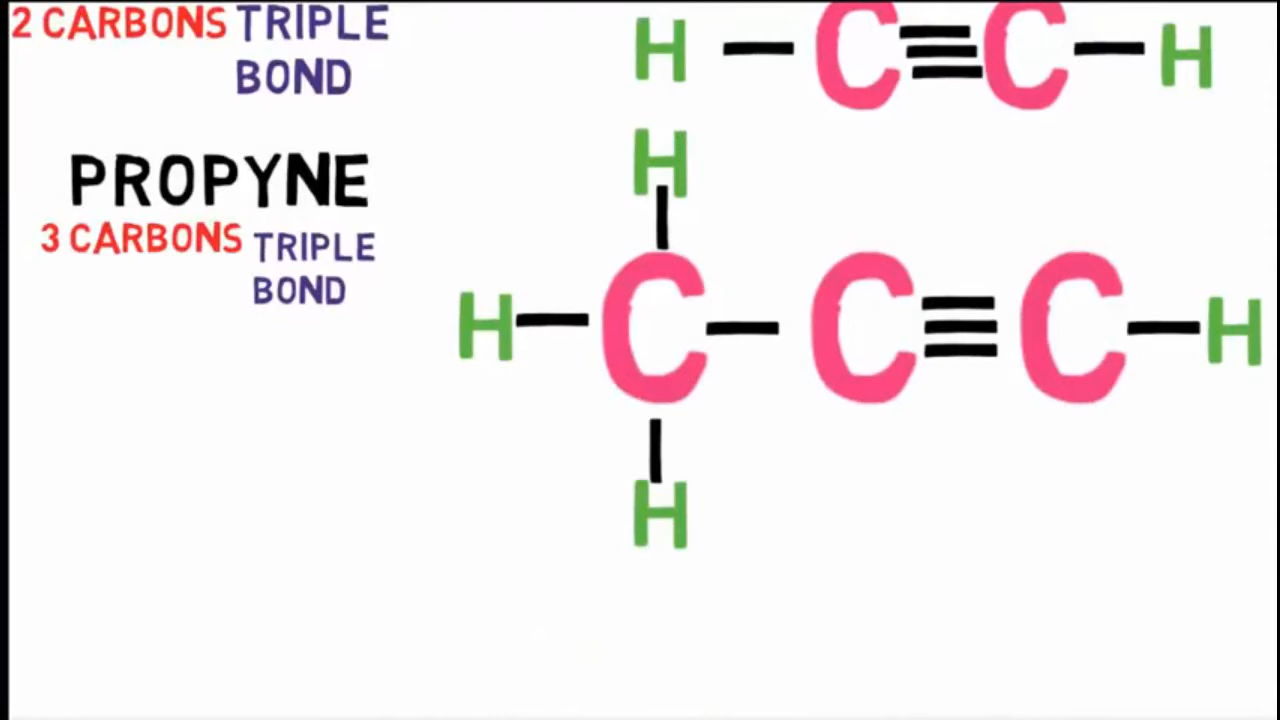 2 CARBONS TRIPLE
BOND
H — C≡C — H
PROPYNE
3 CARBONS TRIPLE
BOND
H
H — C — C ≡ C — H
H